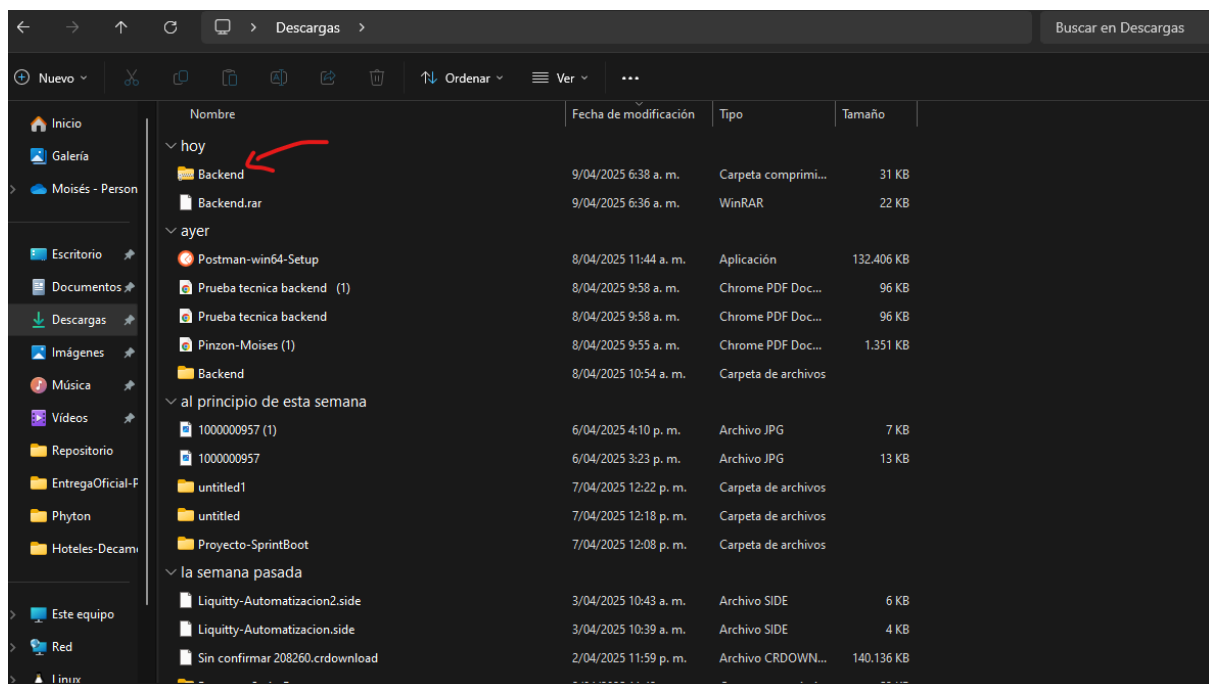 Descargas
Buscar en Descargas
Nuevo
Ordenar
Ver
Inicio
Galería
Moisés - Person
Escritorio
Documentos
Descargas
Imágenes
Música
Vídeos
Repositorio
EntregaOficial-P
Phyton
Hoteles-Decam
Este equipo
Red
Linux
Nombre Fecha de modificación Tipo Tamaño
hoy
Backend 9/04/2025 6:38 a. m. Carpeta comprimi... 31 KB
Backend.rar 9/04/2025 6:36 a. m. WinRAR 22 KB
ayer
Postman-win64-Setup 8/04/2025 11:44 a. m. Aplicación 132.406 KB
Prueba tecnica backend (1) 8/04/2025 9:58 a. m. Chrome PDF Doc... 96 KB
Prueba tecnica backend 8/04/2025 9:58 a. m. Chrome PDF Doc... 96 KB
Pinzon-Moises (1) 8/04/2025 9:55 a. m. Chrome PDF Doc... 1.351 KB
Backend 8/04/2025 10:54 a. m. Carpeta de archivos
al principio de esta semana
1000000957 (1) 6/04/2025 4:10 p. m. Archivo JPG 7 KB
1000000957 6/04/2025 3:23 p. m. Archivo JPG 13 KB
untitled1 7/04/2025 12:22 p. m. Carpeta de archivos
untitled 7/04/2025 12:18 p. m. Carpeta de archivos
Proyecto-SprintBoot 7/04/2025 12:08 p. m. Carpeta de archivos
la semana pasada
Liquitty-Automatizacion2.side 3/04/2025 10:43 a. m. Archivo SIDE 6 KB
Liquitty-Automatizacion.side 3/04/2025 10:39 a. m. Archivo SIDE 4 KB
Sin confirmar 208260.crdownload 2/04/2025 11:59 p. m. Archivo CRDOWN... 140.136 KB